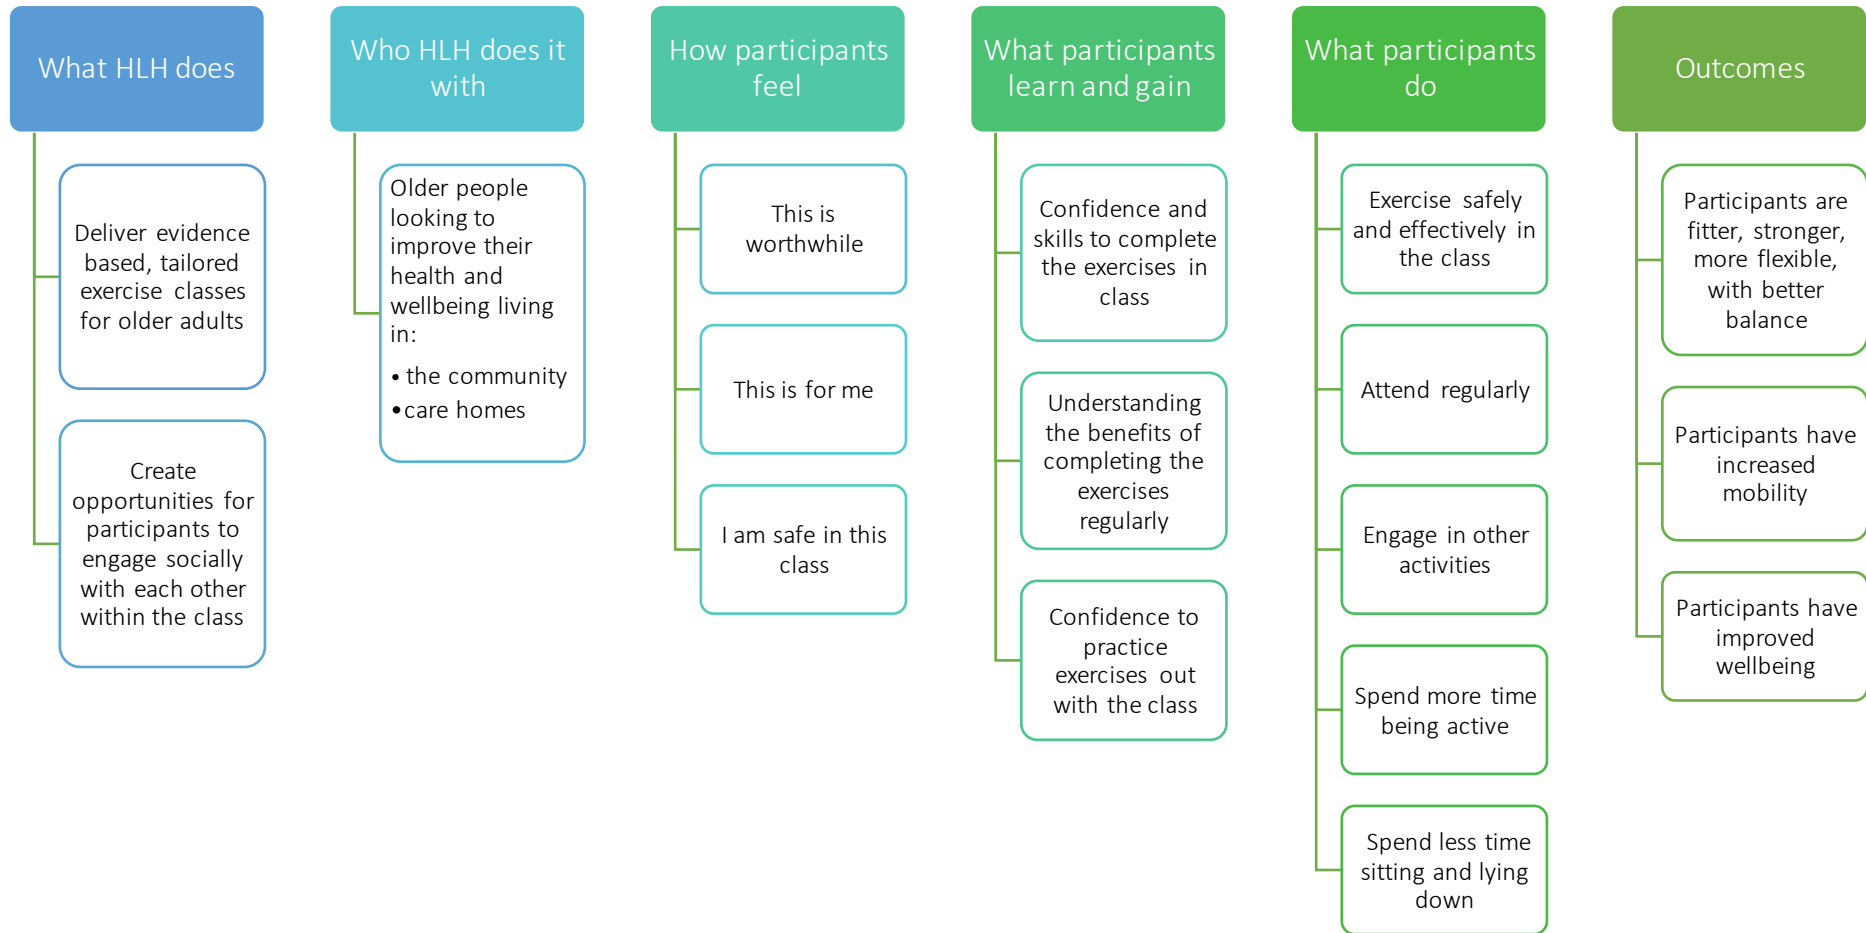 What HLH does
Deliver evidence
based, tailored
exercise classes
for older adults
Create
opportunities for
participants to
engage socially
with each other
within the class
Who HLH does it
with
Older people
looking to
improve their
health and
wellbeing living
in:
• the community
• care homes
How participants
feel
This is
worthwhile
This is for me
I am safe in this
class
What participants
learn and gain
Confidence and
skills to complete
the exercises in
class
Understanding
the benefits of
completing the
exercises
regularly
Confidence to
practice
exercises out
with the class
What participants
do
Exercise safely
and effectively in
the class
Attend regularly
Engage in other
activities
Spend more time
being active
Spend less time
sitting and lying
down
Outcomes
Participants are
fitter, stronger,
more flexible,
with better
balance
Participants have
increased
mobility
Participants have
improved
wellbeing